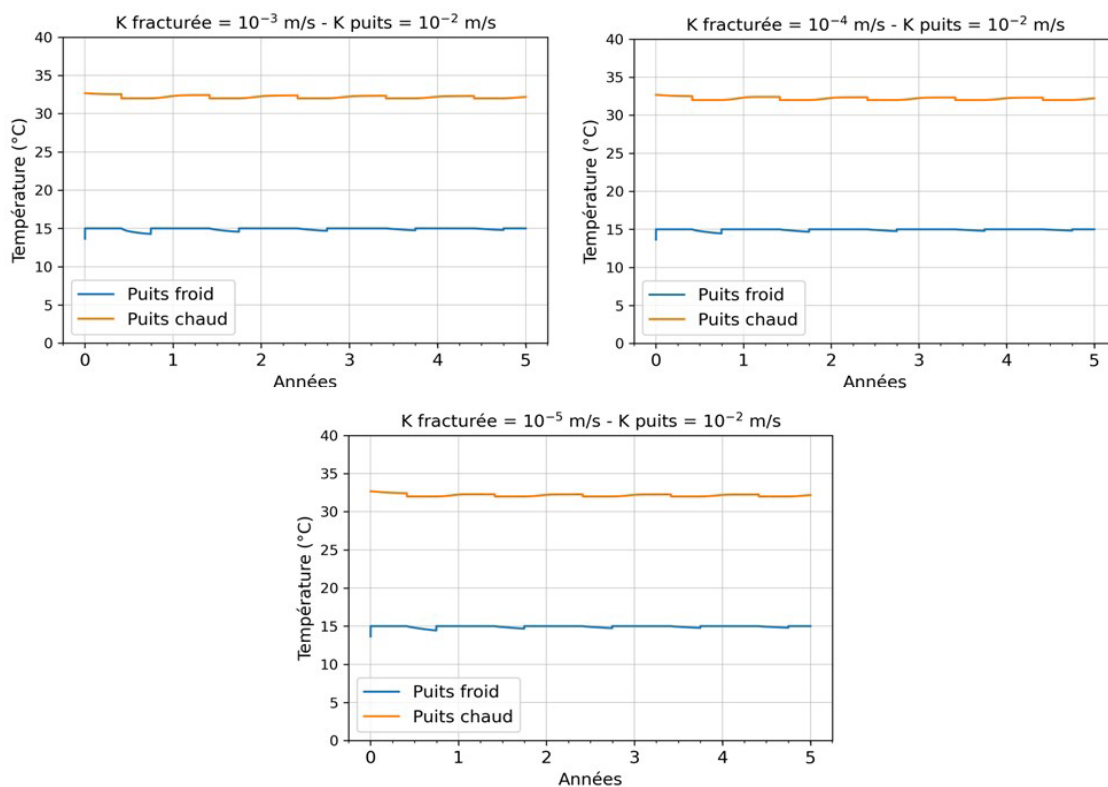 K fracturée = 10⁻³ m/s - K puits = 10⁻² m/s
40
35
30
25
20
15
10
5
0
Température (°C)
Puits froid
Puits chaud
0 1 2 3 4 5
Années
K fracturée = 10⁻⁴ m/s - K puits = 10⁻² m/s
40
35
30
25
20
15
10
5
0
Température (°C)
Puits froid
Puits chaud
0 1 2 3 4 5
Années
K fracturée = 10⁻⁵ m/s - K puits = 10⁻² m/s
40
35
30
25
20
15
10
5
0
Température (°C)
Puits froid
Puits chaud
0 1 2 3 4 5
Années